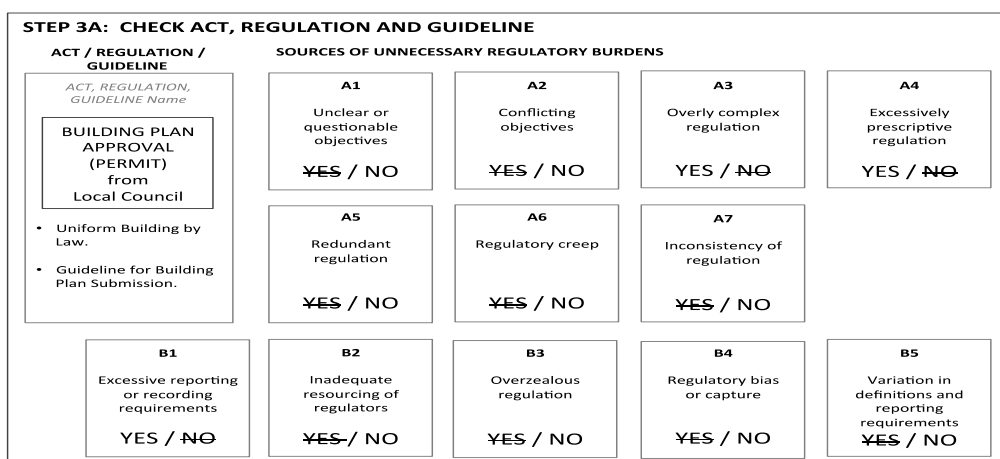 STEP 3A: CHECK ACT, REGULATION AND GUIDELINE
ACT / REGULATION /
GUIDELINE
SOURCES OF UNNECESSARY REGULATORY BURDENS
ACT, REGULATION,
GUIDELINE Name
BUILDING PLAN
APPROVAL
(PERMIT)
from
Local Council
• Uniform Building by
Law.
• Guideline for Building
Plan Submission.
A1
Unclear or
questionable
objectives
YES / NO
A2
Conflicting
objectives
YES / NO
A3
Overly complex
regulation
YES / NO
A4
Excessively
prescriptive
regulation
YES / NO
A5
Redundant
regulation
YES / NO
A6
Regulatory creep
YES / NO
A7
Inconsistency of
regulation
YES / NO
B1
Excessive reporting
or recording
requirements
YES / NO
B2
Inadequate
resourcing of
regulators
YES / NO
B3
Overzealous
regulation
YES / NO
B4
Regulatory bias
or capture
YES / NO
B5
Variation in
definitions and
reporting
requirements
YES / NO